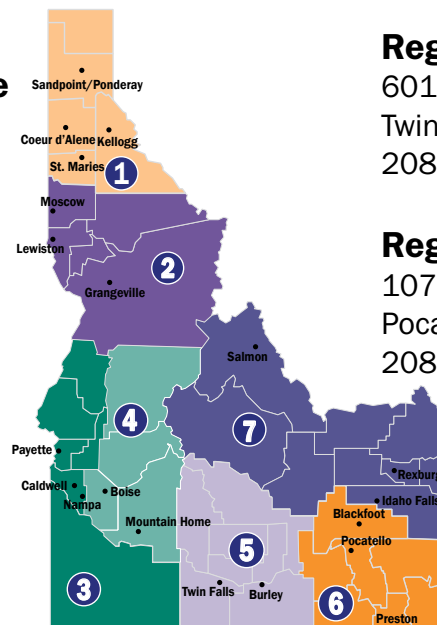 e
Reg
601
Twin
208
Reg
107
Poca
208
Sandpoint/Ponderay
Coeur d'Alene
Kellogg
St. Maries
1
Moscow
Lewiston
2
Grangeville
Salmon
4
7
Payette
Caldwell
Nampa
Boise
Rexburg
Idaho Falls
Blackfoot
Mountain Home
Pocatello
5
3
Twin Falls
Burley
6
Preston